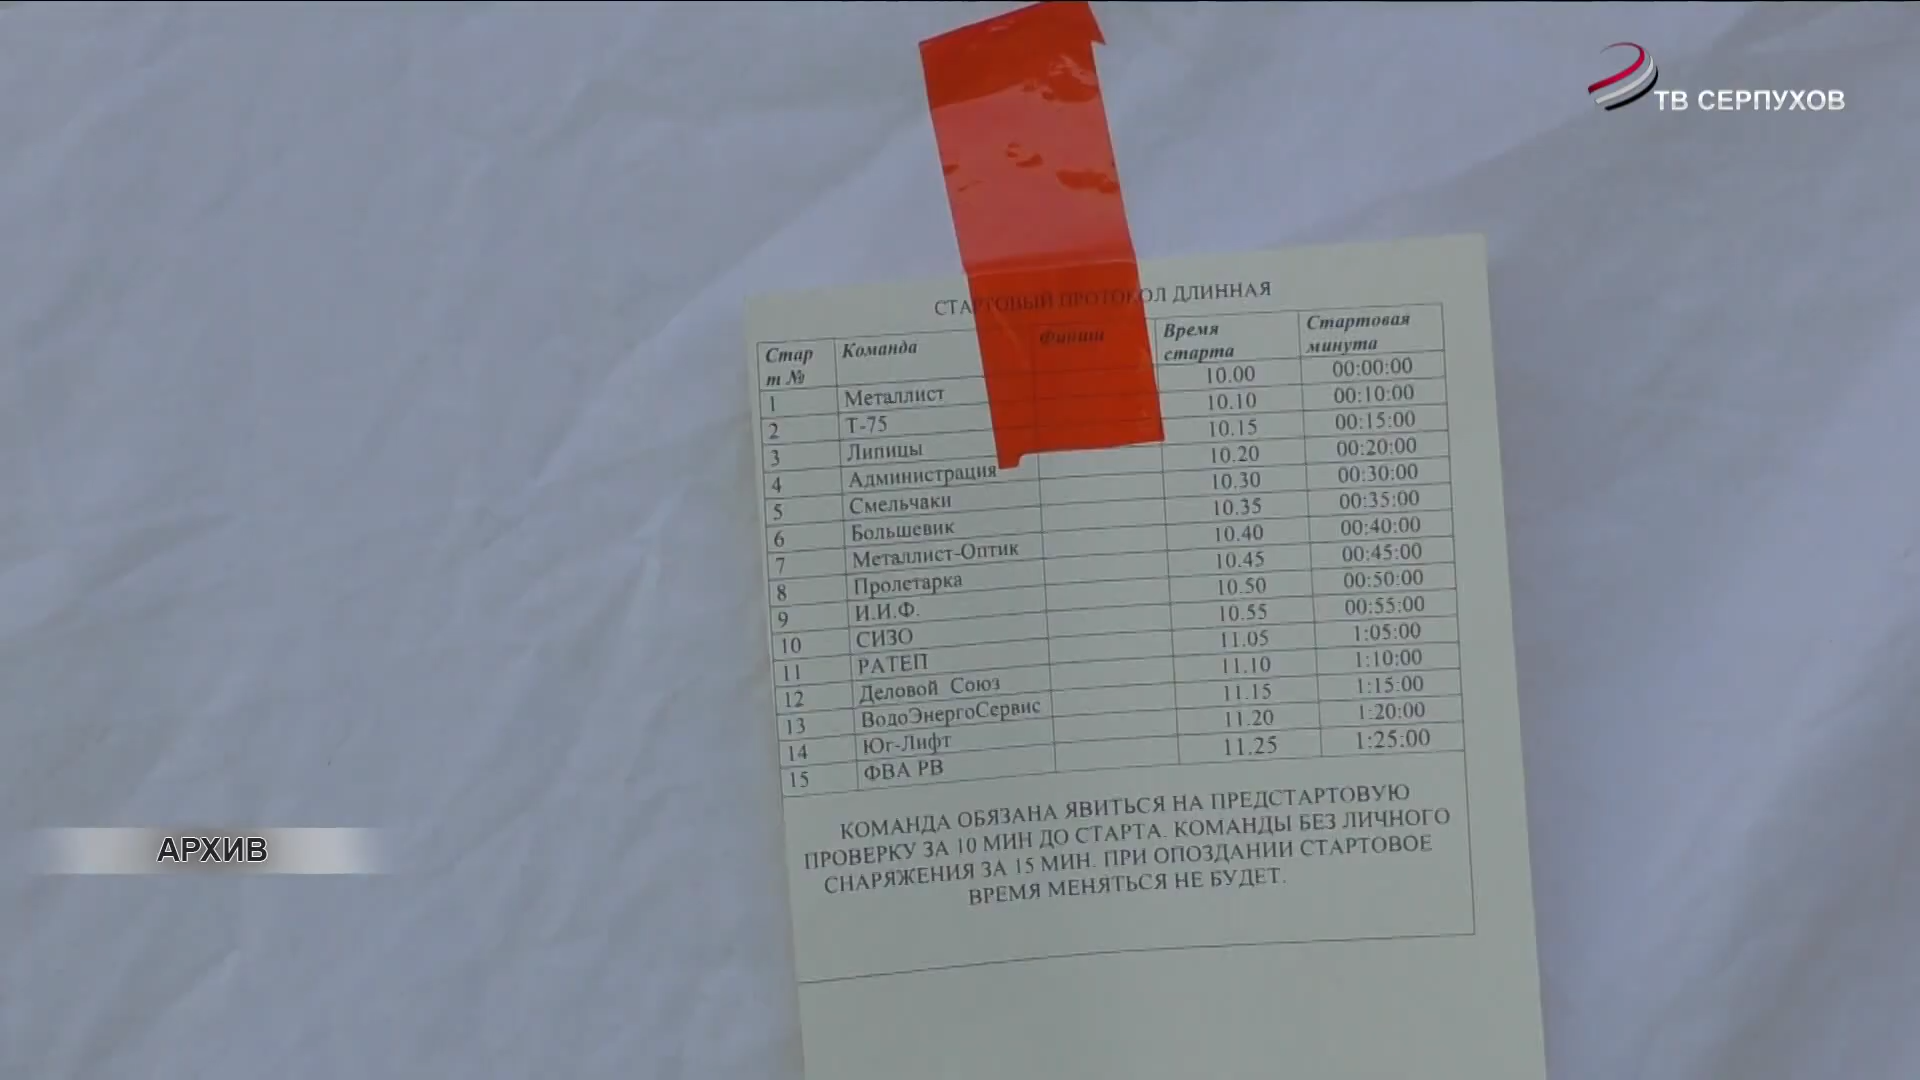 ТВ СЕРПУХОВ
СТАРТОВЫЙ ПРОТОКОЛ ДЛИННАЯ
Старт № Команда Финиш Время старта Стартовая минута
1 Металлист 10.00 00:00:00
2 Т-75 10.10 00:10:00
3 Липицы 10.15 00:15:00
4 Администрация 10.20 00:20:00
5 Смельчаки 10.30 00:30:00
6 Большевик 10.35 00:35:00
7 Металлист-Оптик 10.40 00:40:00
8 Пролетарка 10.45 00:45:00
9 И.И.Ф. 10.50 00:50:00
10 СИЗО 10.55 00:55:00
11 РАТЕП 11.05 1:05:00
12 Деловой Союз 11.10 1:10:00
13 ВодоЭнергоСервис 11.15 1:15:00
14 Юг-Лифт 11.20 1:20:00
15 ФВА РВ 11.25 1:25:00
КОМАНДА ОБЯЗАНА ЯВИТЬСЯ НА ПРЕДСТАРТОВУЮ
ПРОВЕРКУ ЗА 10 МИН ДО СТАРТА. КОМАНДЫ БЕЗ ЛИЧНОГО
СНАРЯЖЕНИЯ ЗА 15 МИН. ПРИ ОПОЗДАНИИ СТАРТОВОЕ
ВРЕМЯ МЕНЯТЬСЯ НЕ БУДЕТ.
АРХИВ